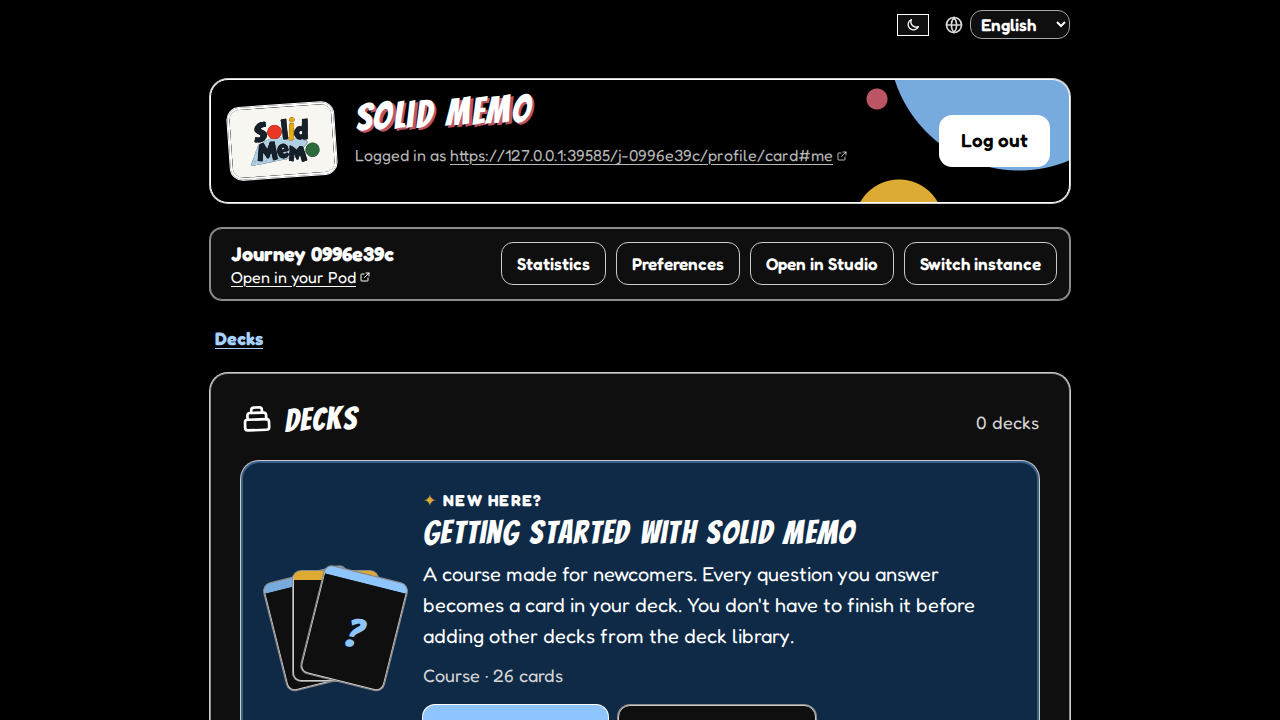 English
Solid
MeMo
SOLID MEMO
Logged in as https://127.0.0.1:39585/j-0996e39c/profile/card#me
Log out
Journey 0996e39c
Open in your Pod
Statistics
Preferences
Open in Studio
Switch instance
Decks
DECKS
0 decks
NEW HERE?
GETTING STARTED WITH SOLID MEMO
A course made for newcomers. Every question you answer
becomes a card in your deck. You don't have to finish it before
adding other decks from the deck library.
Course · 26 cards
?